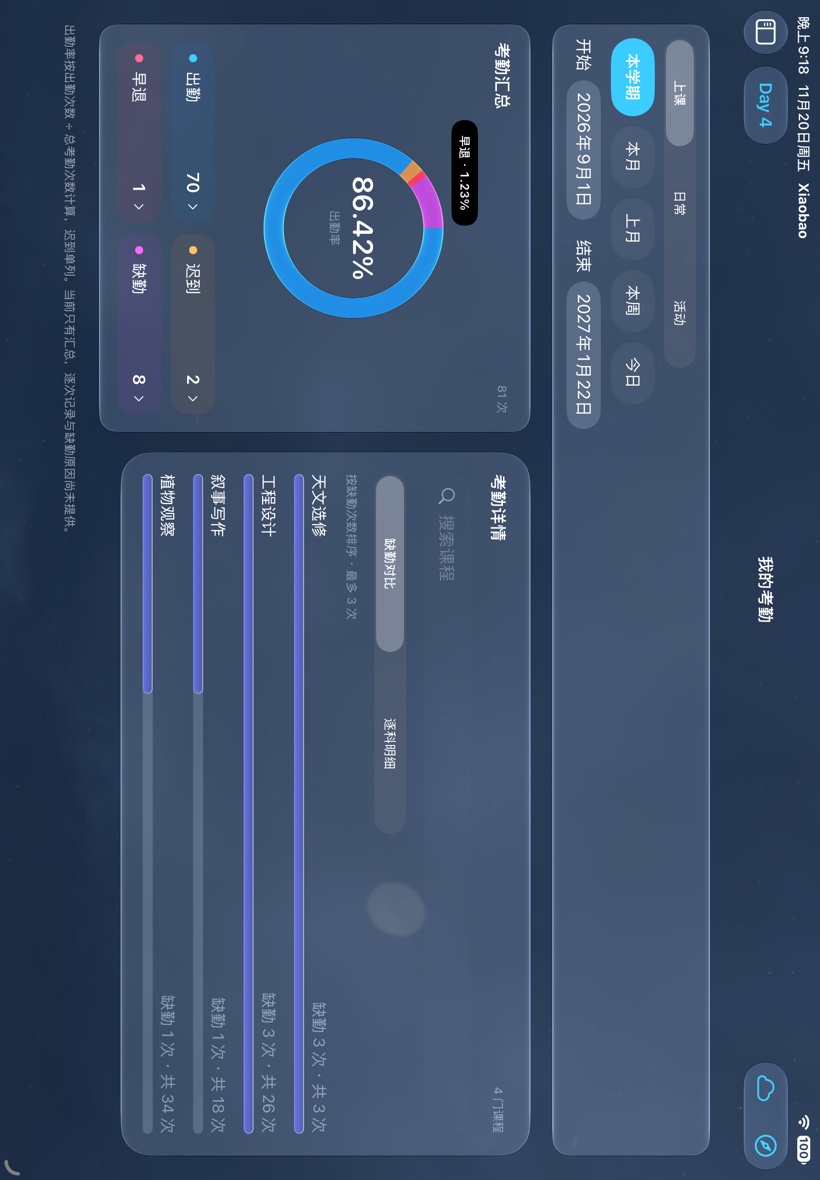 晚上9:18 11月20日周五 Xiaobao
100
Day 4
我的考勤
上课 日常 活动
本学期 本月 上月 本周 今日
开始 2026年9月1日 结束 2027年1月22日
考勤汇总 81 次
早退 · 1.23%
86.42%
出勤率
出勤 70
迟到 2
早退 1
缺勤 8
考勤详情 4 门课程
搜索课程
缺勤对比 逐科明细
按缺勤次数排序 · 最多 3 次
天文选修 缺勤 3 次 · 共 3 次
工程设计 缺勤 3 次 · 共 26 次
叙事写作 缺勤 1 次 · 共 18 次
植物观察 缺勤 1 次 · 共 34 次
出勤率按出勤次数 ÷ 总考勤次数计算，迟到单列。当前只有汇总，逐次记录与缺勤原因尚未提供。